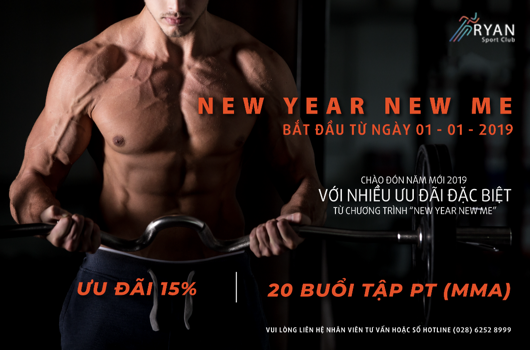 RYAN
Sport Club
NEW YEAR NEW ME
BẮT ĐẦU TỪ NGÀY 01 - 01 - 2019
CHÀO ĐÓN NĂM MỚI 2019
VỚI NHIỀU ƯU ĐÃI ĐẶC BIỆT
TỪ CHƯƠNG TRÌNH “NEW YEAR NEW ME”
ƯU ĐÃI 15%
20 BUỔI TẬP PT (MMA)
VUI LÒNG LIÊN HỆ NHÂN VIÊN TƯ VẤN HOẶC SỐ HOTLINE (028) 6252 8999